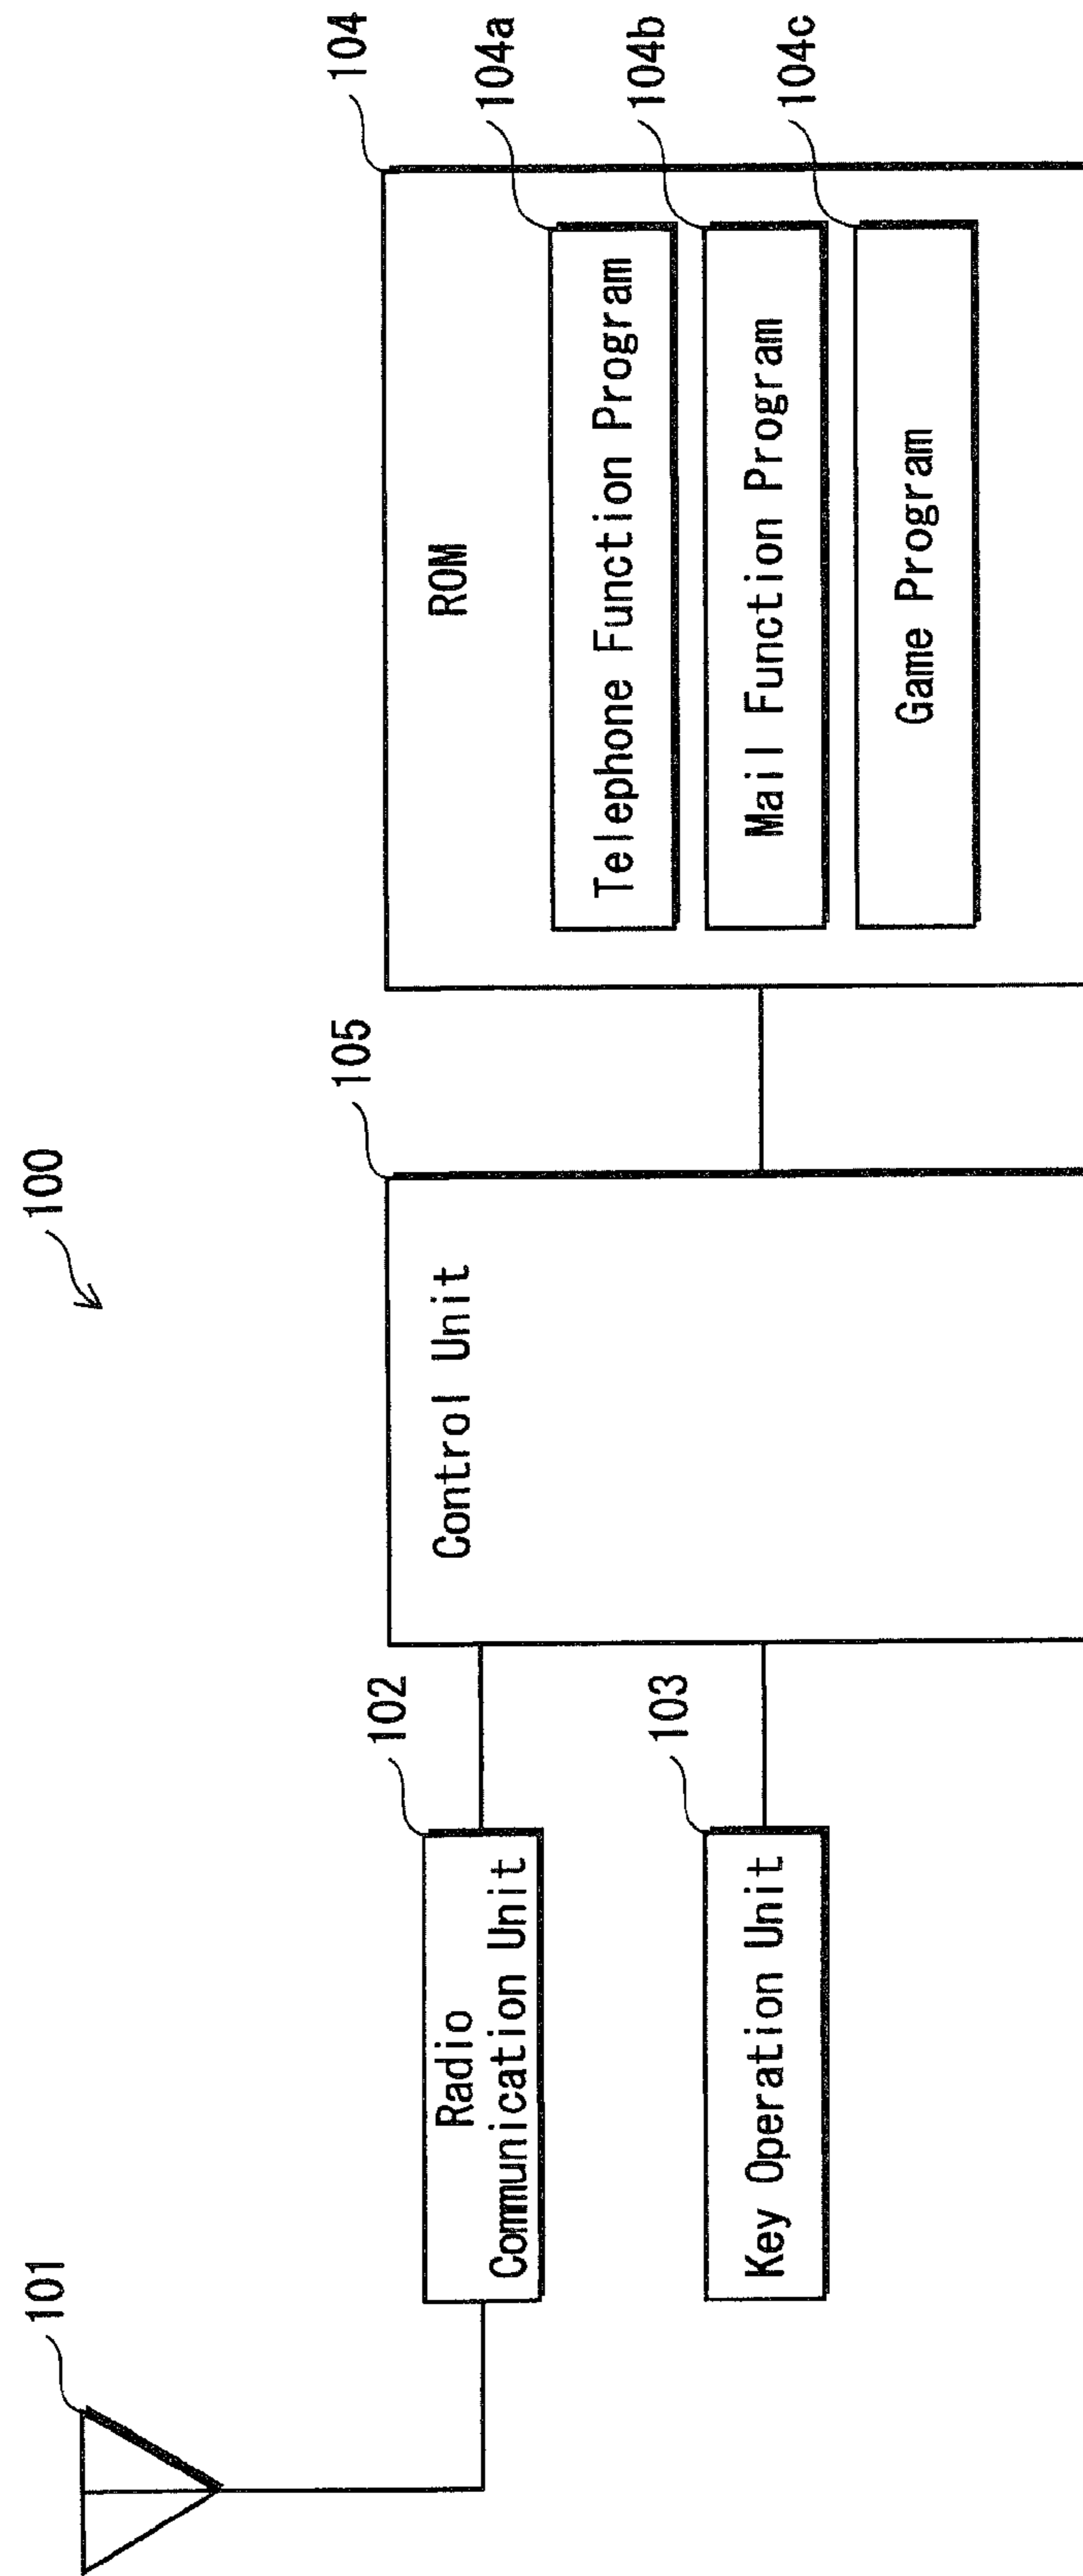 100
101
102
Radio
Communication Unit
103
Key Operation Unit
105
Control Unit
104
ROM
104a
Telephone Function Program
104b
Mail Function Program
104c
Game Program